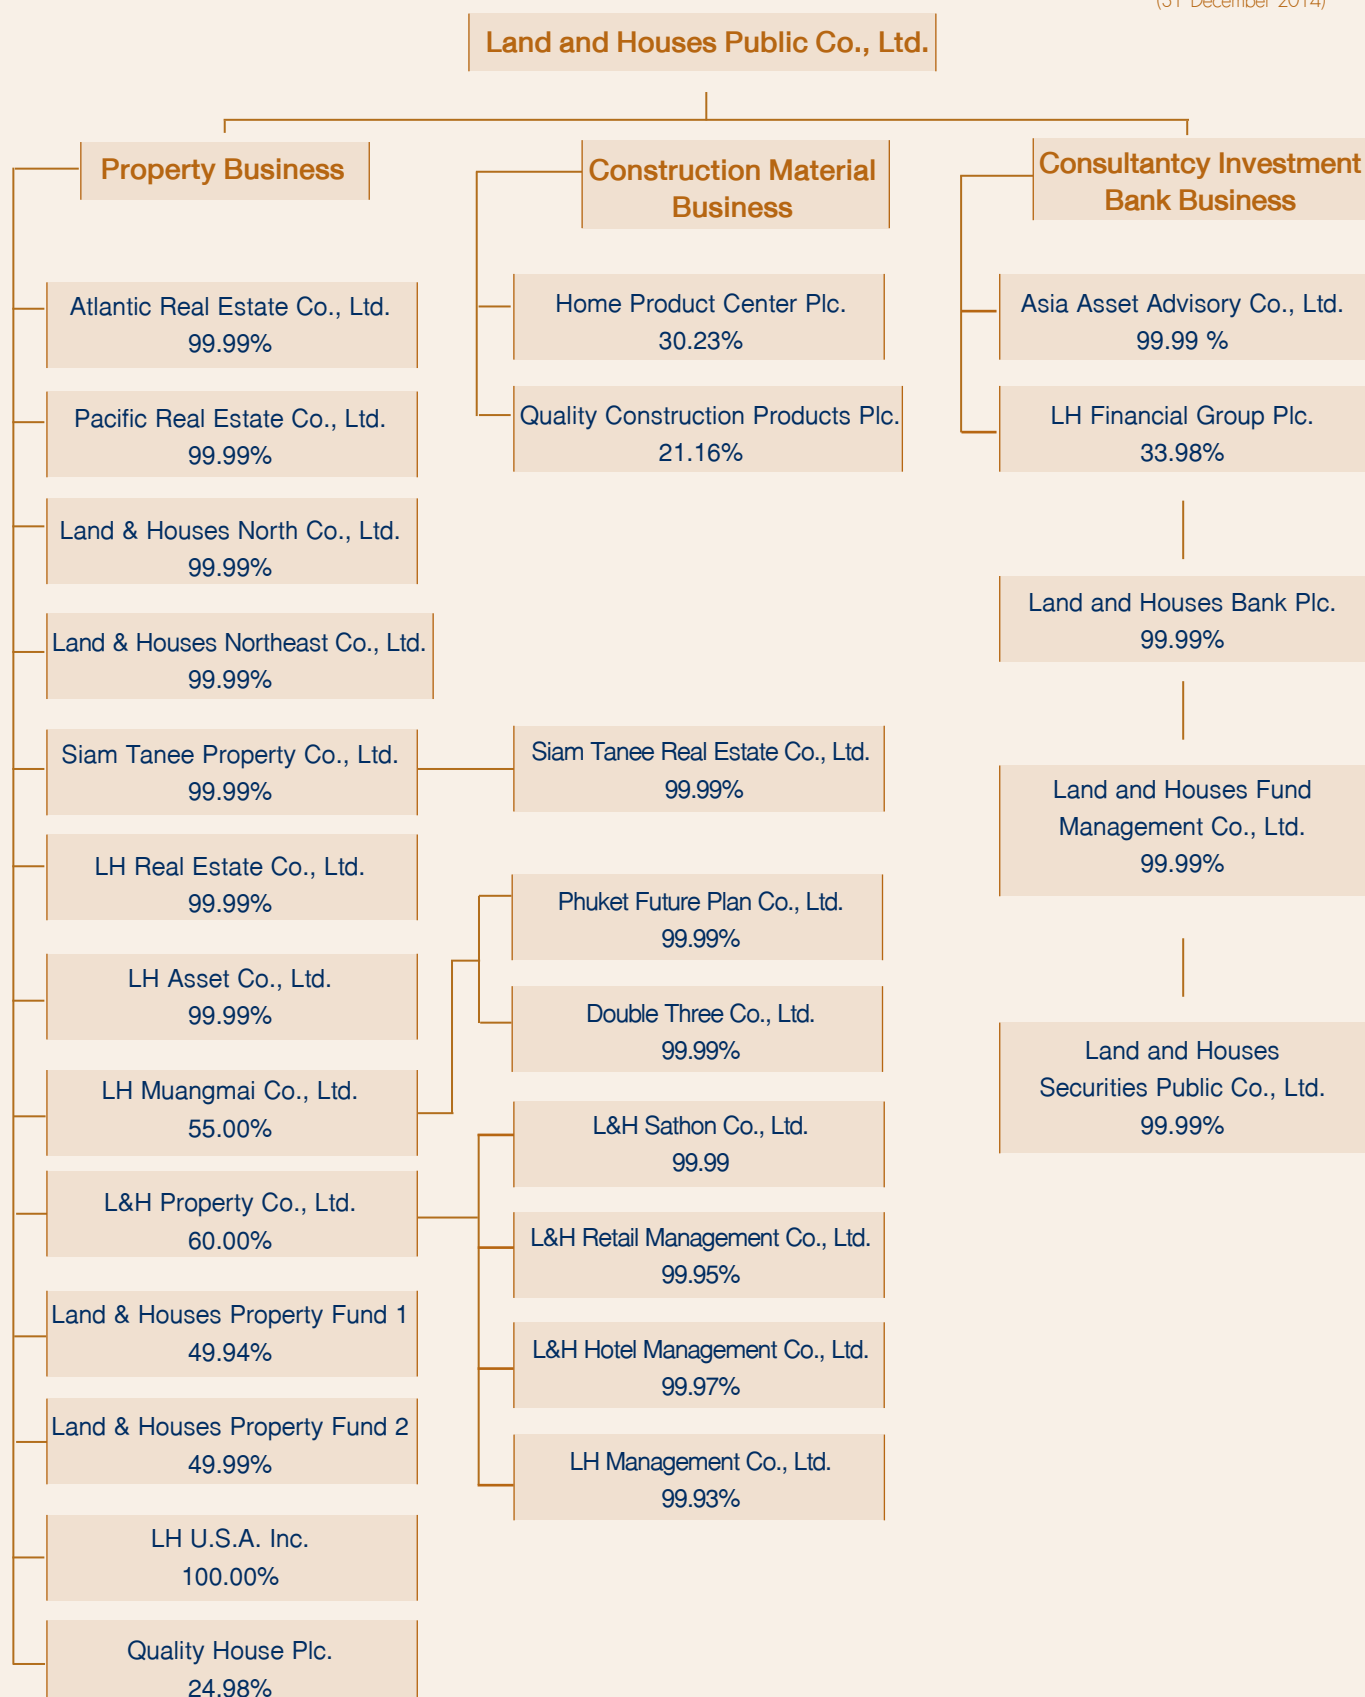 (31 December 2014)
Land and Houses Public Co., Ltd.
Property Business
Construction Material
Business
Consultantcy Investment
Bank Business
Atlantic Real Estate Co., Ltd.
99.99%
Pacific Real Estate Co., Ltd.
99.99%
Land & Houses North Co., Ltd.
99.99%
Land & Houses Northeast Co., Ltd.
99.99%
Siam Tanee Property Co., Ltd.
99.99%
LH Real Estate Co., Ltd.
99.99%
LH Asset Co., Ltd.
99.99%
LH Muangmai Co., Ltd.
55.00%
L&H Property Co., Ltd.
60.00%
Land & Houses Property Fund 1
49.94%
Land & Houses Property Fund 2
49.99%
LH U.S.A. Inc.
100.00%
Quality House Plc.
24.98%
Home Product Center Plc.
30.23%
Quality Construction Products Plc.
21.16%
Siam Tanee Real Estate Co., Ltd.
99.99%
Phuket Future Plan Co., Ltd.
99.99%
Double Three Co., Ltd.
99.99%
L&H Sathon Co., Ltd.
99.99
L&H Retail Management Co., Ltd.
99.95%
L&H Hotel Management Co., Ltd.
99.97%
LH Management Co., Ltd.
99.93%
Asia Asset Advisory Co., Ltd.
99.99 %
LH Financial Group Plc.
33.98%
Land and Houses Bank Plc.
99.99%
Land and Houses Fund
Management Co., Ltd.
99.99%
Land and Houses
Securities Public Co., Ltd.
99.99%